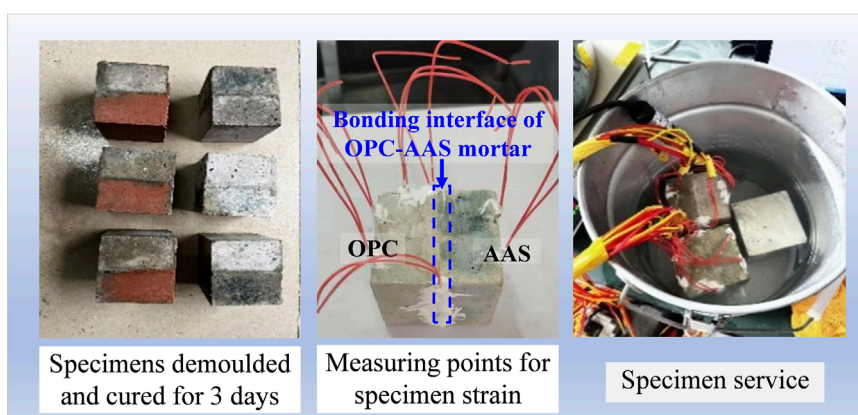 Bonding interface of
OPC-AAS mortar
OPC
AAS
Specimens demoulded
and cured for 3 days
Measuring points for
specimen strain
Specimen service